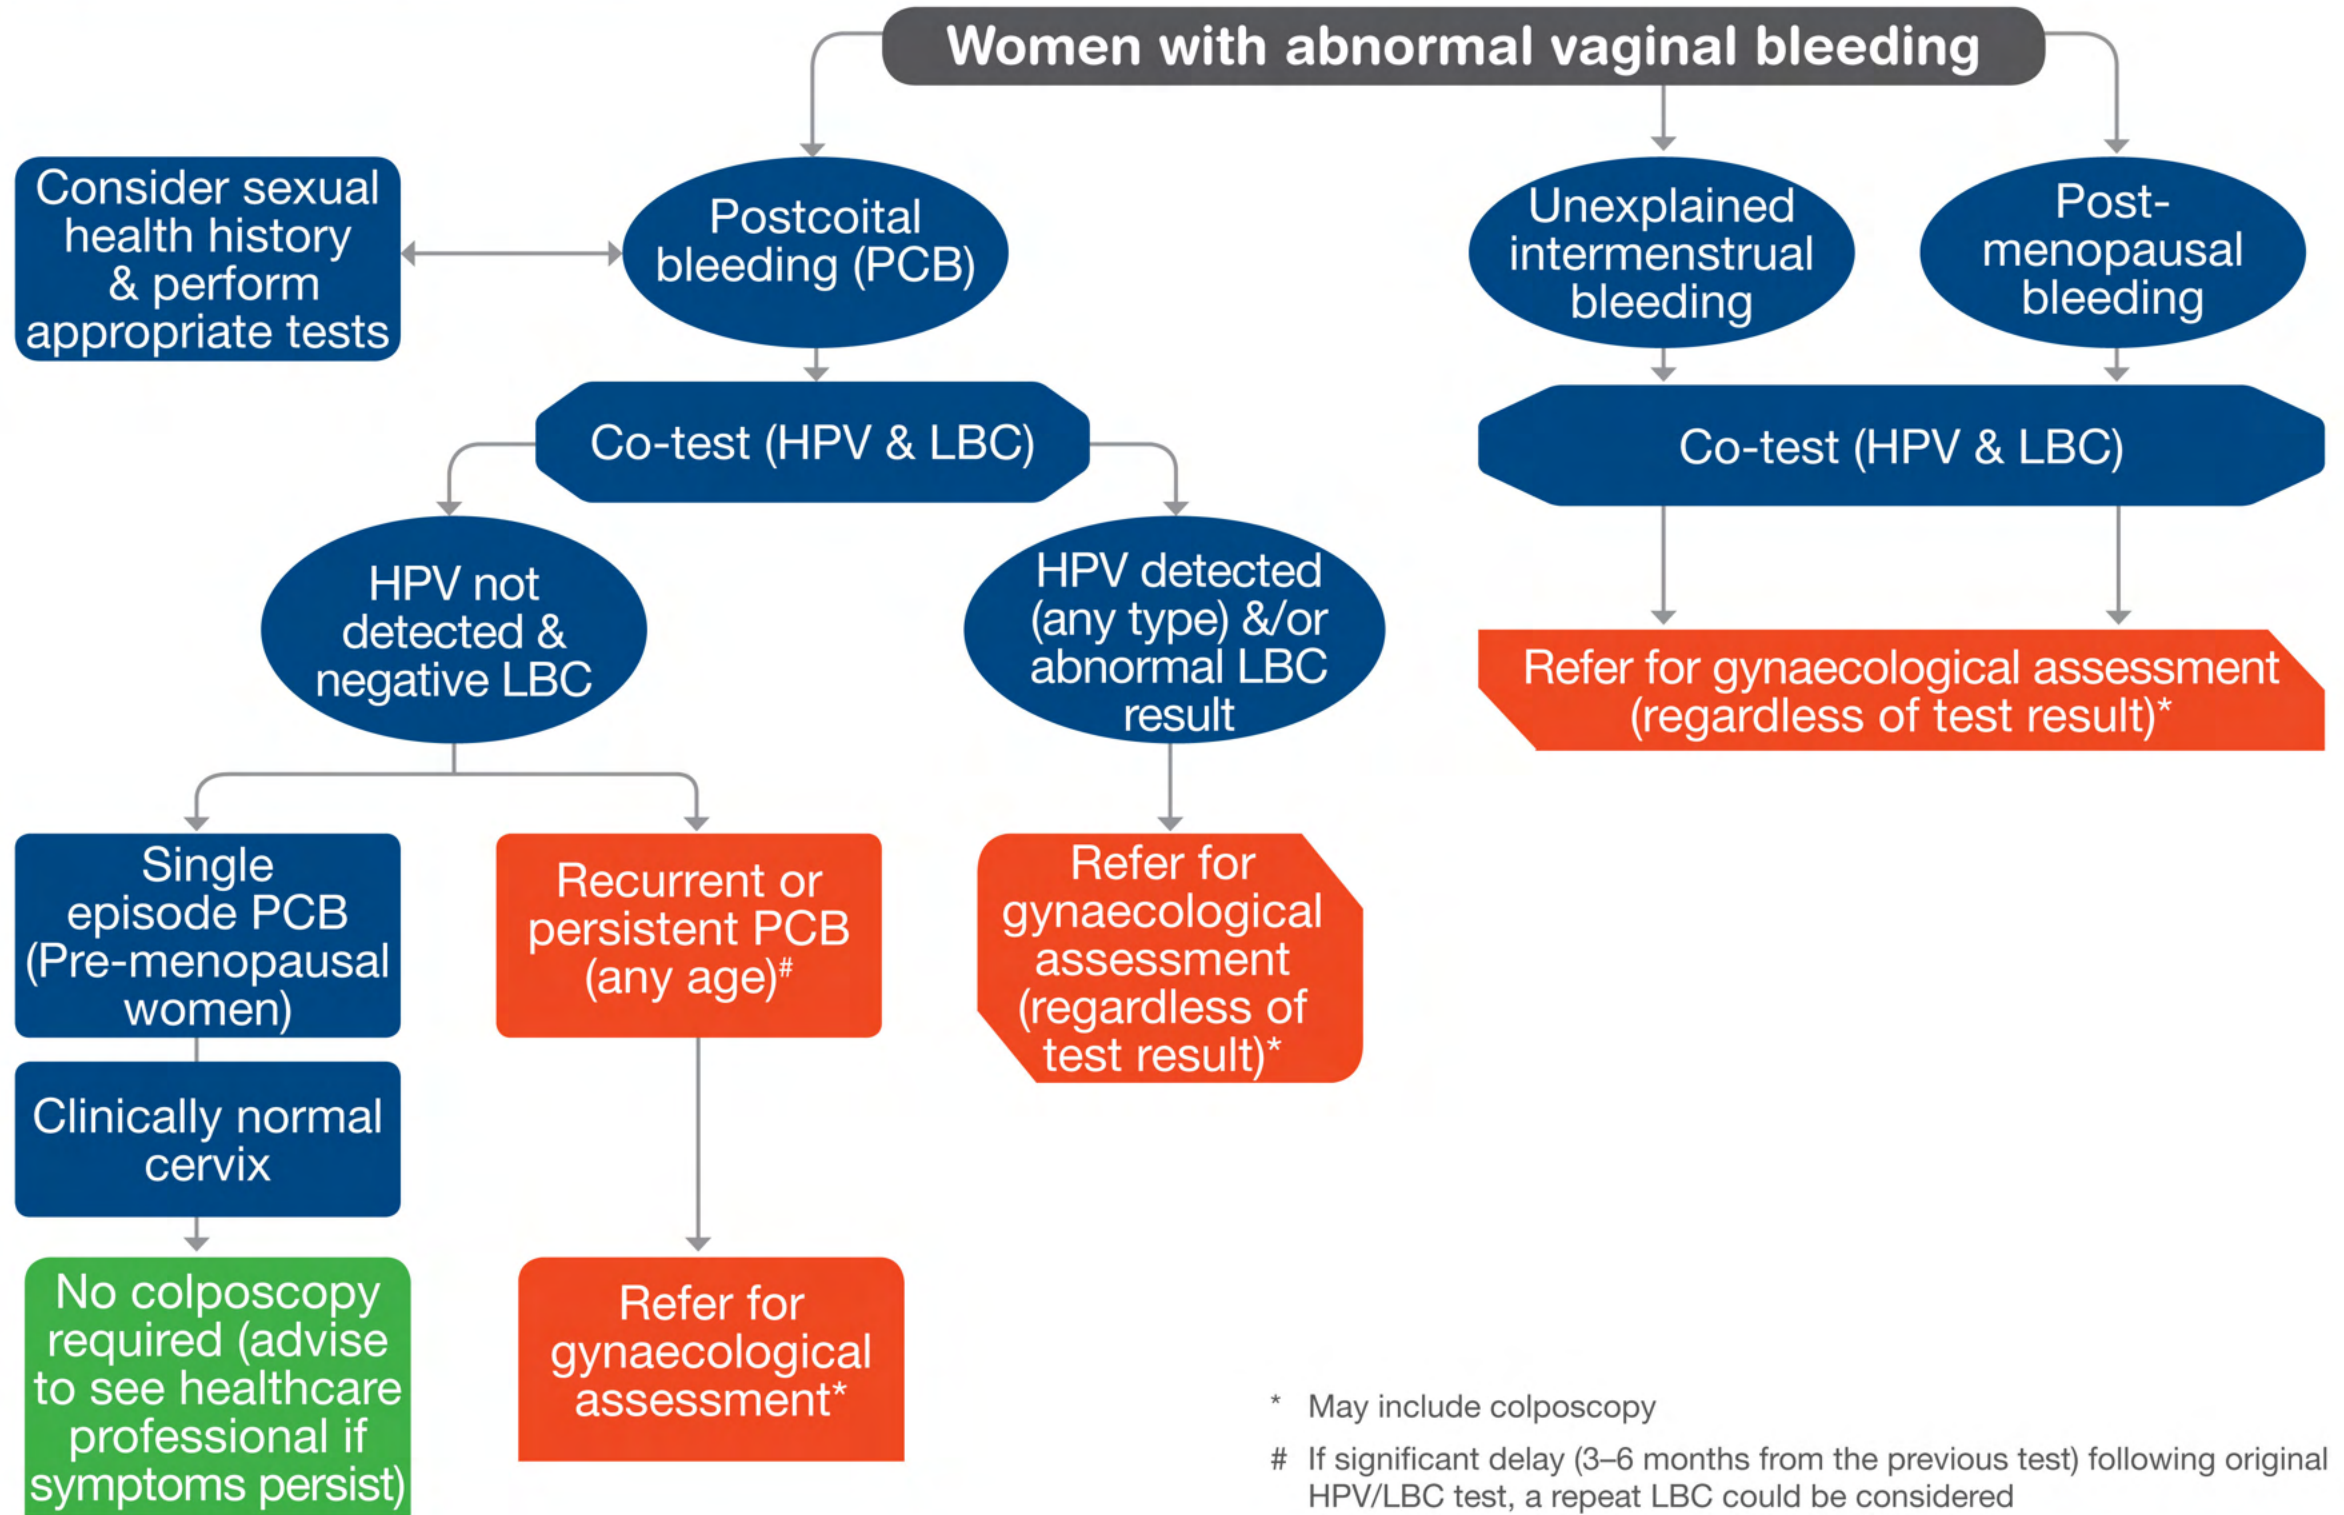 Women with abnormal vaginal bleeding
Consider sexual
health history
& perform
appropriate tests
Postcoital
bleeding (PCB)
Unexplained
intermenstrual
bleeding
Post-
menopausal
bleeding
Co-test (HPV & LBC)
Co-test (HPV & LBC)
HPV not
detected &
negative LBC
HPV detected
(any type) &/or
abnormal LBC
result
Refer for gynaecological assessment
(regardless of test result)*
Single
episode PCB
(Pre-menopausal
women)
Recurrent or
persistent PCB
(any age)#
Refer for
gynaecological
assessment
(regardless of
test result)*
Clinically normal
cervix
No colposcopy
required (advise
to see healthcare
professional if
symptoms persist)
Refer for
gynaecological
assessment*
* May include colposcopy
# If significant delay (3–6 months from the previous test) following original
HPV/LBC test, a repeat LBC could be considered